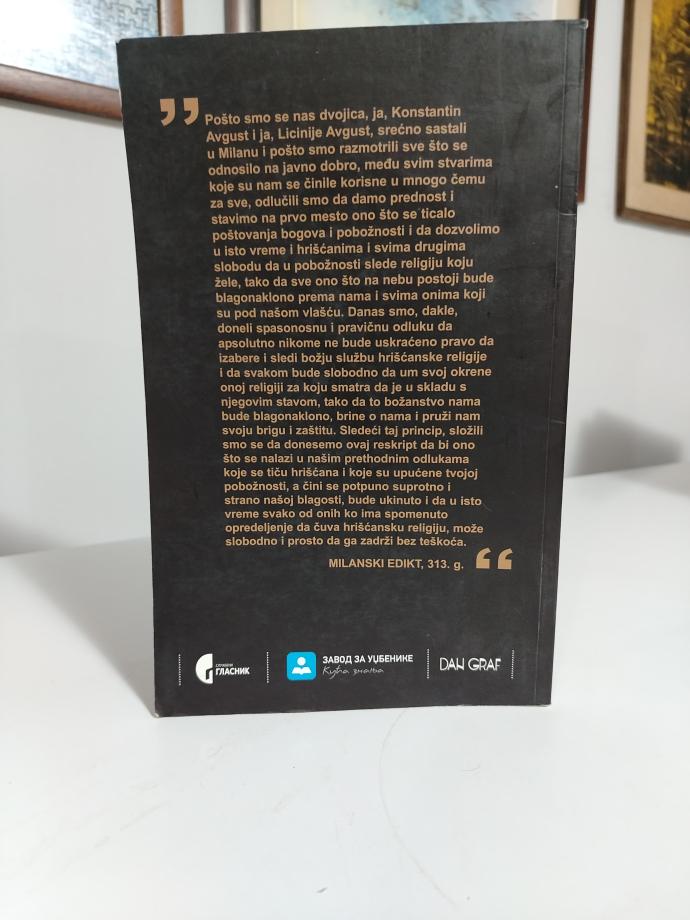 ”
Pošto smo se nas dvojica, ja, Konstantin
Avgust i ja, Licinije Avgust, srećno sastali
u Milanu i pošto smo razmotrili sve što se
odnosilo na javno dobro, među svim stvarima
koje su nam se činile korisne u mnogo čemu
za sve, odlučili smo da damo prednost i
stavimo na prvo mesto ono što se ticalo
poštovanja bogova i pobožnosti i da dozvolimo
u isto vreme i hrišćanima i svima drugima
slobodu da u pobožnosti slede religiju koju
žele, tako da sve ono što na nebu postoji bude
blagonaklono prema nama i svima onima koji
su pod našom vlašću. Danas smo, dakle,
doneli spasonosnu i pravičnu odluku da
apsolutno nikome ne bude uskraćeno pravo da
izabere i sledi božju službu hrišćanske religije
i da svakom bude slobodno da um svoj okrene
onoj religiji za koju smatra da je u skladu s
njegovim stavom, tako da to božanstvo nama
bude blagonaklono, brine o nama i pruži nam
svoju brigu i zaštitu. Sledeći taj princip, složili
smo se da donesemo ovaj reskript da bi ono
što se nalazi u našim prethodnim odlukama
koje se tiču hrišćana i koje su upućene tvojoj
pobožnosti, a čini se potpuno suprotno i
strano našoj blagosti, bude ukinuto i da u isto
vreme svako od onih ko ima spomenuto
opredeljenje da čuva hrišćansku religiju, može
slobodno i prosto da ga zadrži bez teškoća.
MILANSKI EDIKT, 313. g. “
СЛУЖБЕНИ
ГЛАСНИК
ЗАВОД ЗА УЏБЕНИКЕ
Кућа знања
DAN GRAF